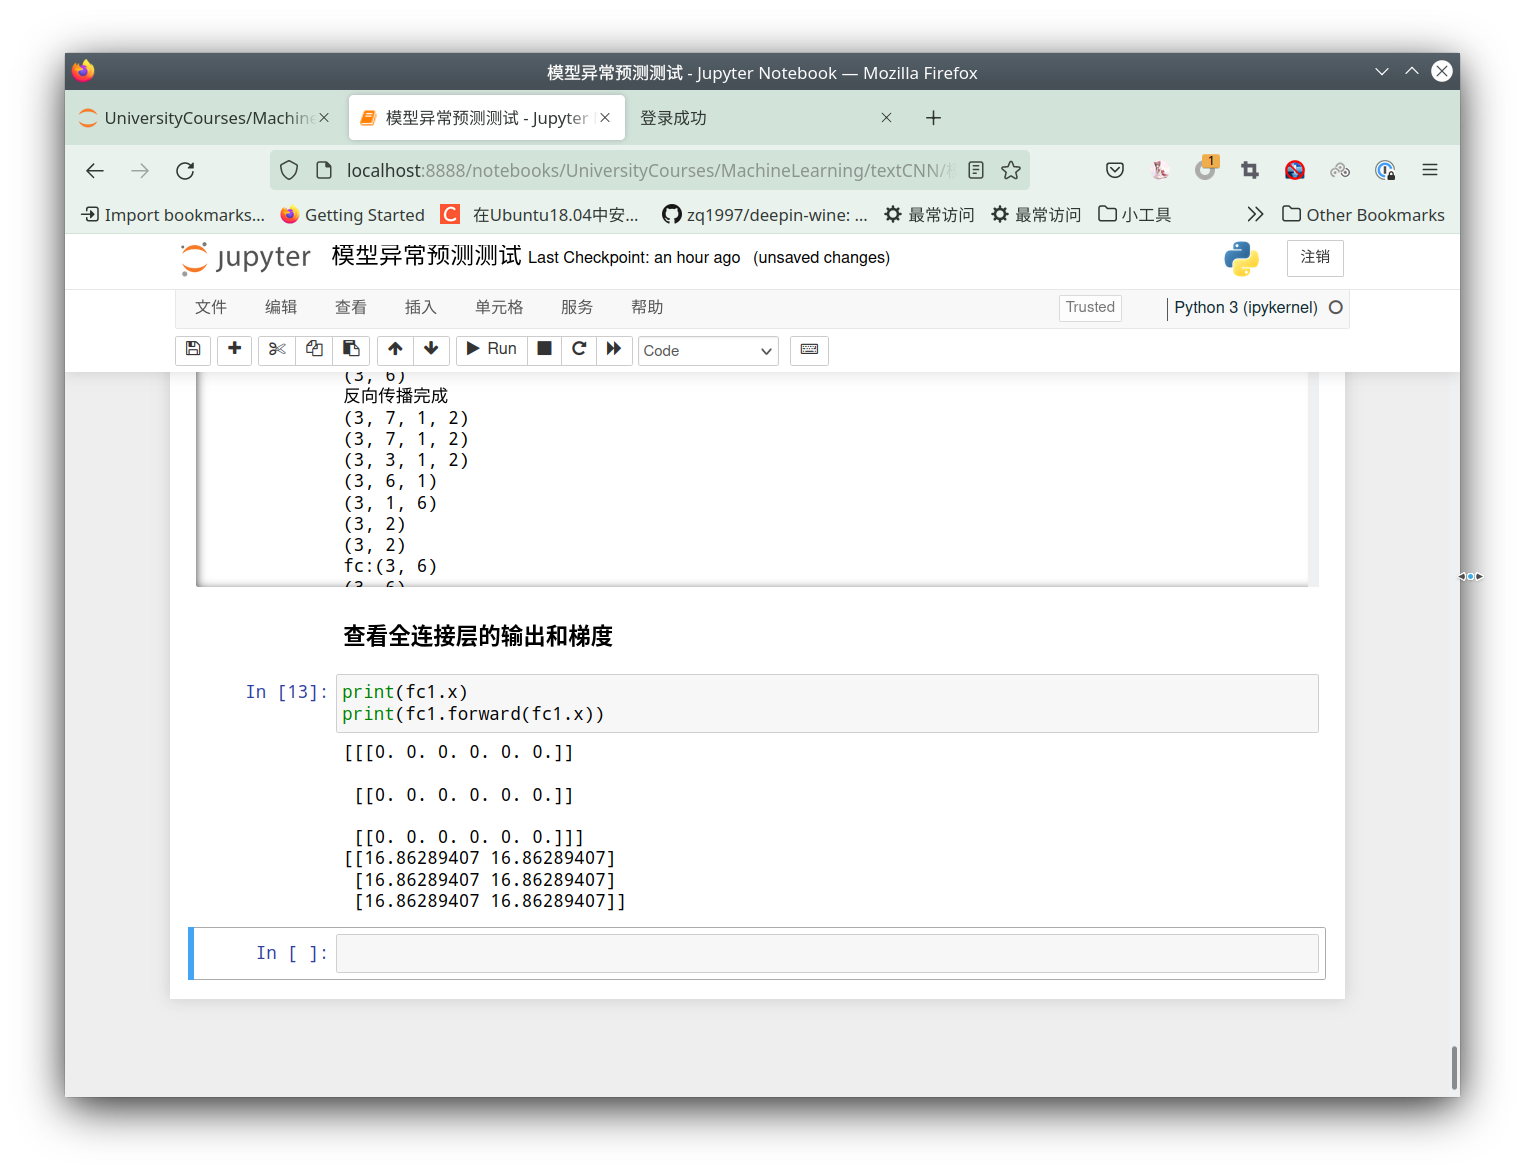 模型异常预测测试 - Jupyter Notebook — Mozilla Firefox
UniversityCourses/Machine
模型异常预测测试 - Jupyter
登录成功
localhost:8888/notebooks/UniversityCourses/MachineLearning/textCNN/
1
Import bookmarks...
Getting Started
C
在Ubuntu18.04中安...
zq1997/deepin-wine: ...
最常访问
最常访问
小工具
Other Bookmarks
jupyter
模型异常预测测试 Last Checkpoint: an hour ago (unsaved changes)
注销
文件 编辑 查看 插入 单元格 服务 帮助
Trusted
Python 3 (ipykernel)
Run
Code
(3, 6)
反向传播完成
(3, 7, 1, 2)
(3, 7, 1, 2)
(3, 3, 1, 2)
(3, 6, 1)
(3, 1, 6)
(3, 2)
(3, 2)
fc:(3, 6)
(3, 6)
查看全连接层的输出和梯度
In [13]:
print(fc1.x)
print(fc1.forward(fc1.x))
[[[0. 0. 0. 0. 0. 0.]]
[[0. 0. 0. 0. 0. 0.]]
[[0. 0. 0. 0. 0. 0.]]]
[[16.86289407 16.86289407]
[16.86289407 16.86289407]
[16.86289407 16.86289407]]
In [ ]: